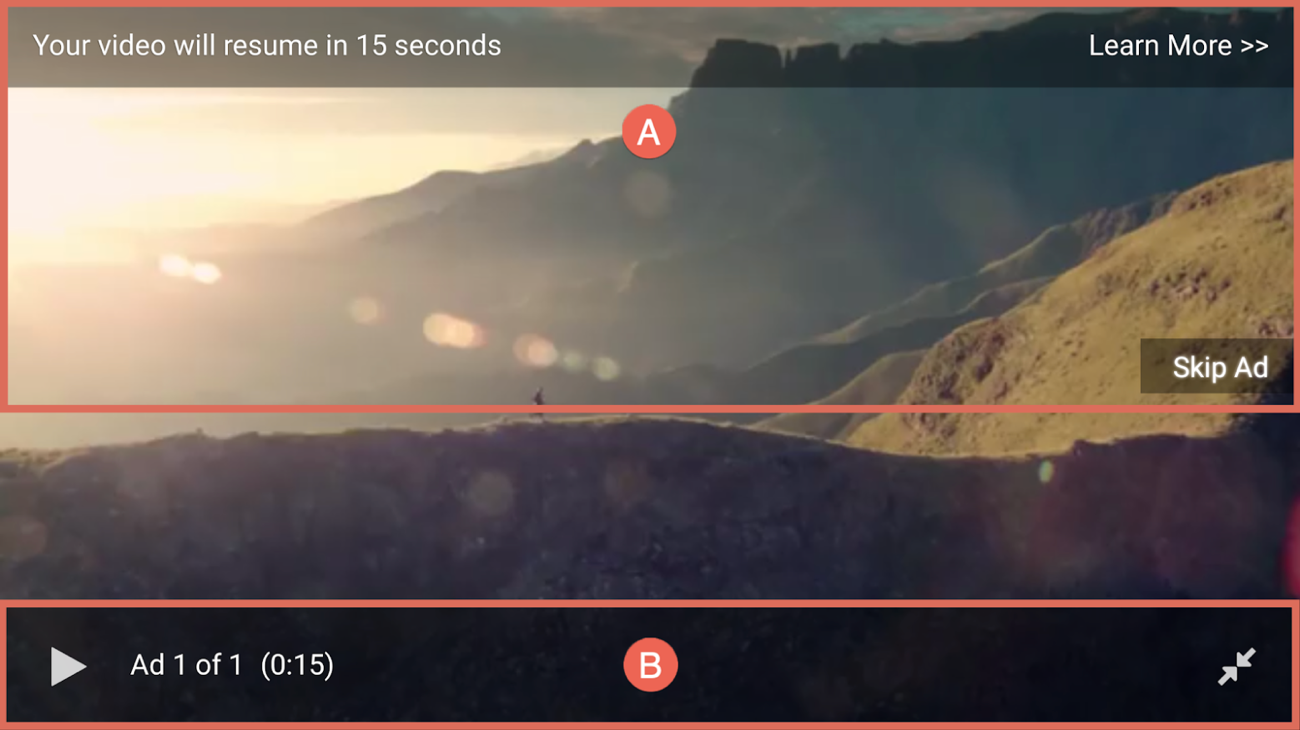 Your video will resume in 15 seconds
Learn More >>
A
Skip Ad
Ad 1 of 1 (0:15)
B